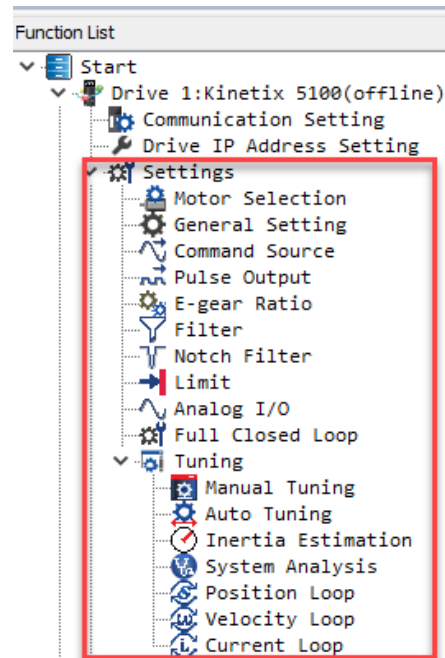 Function List
Start
Drive 1:Kinetix 5100(offline)
Communication Setting
Drive IP Address Setting
Settings
Motor Selection
General Setting
Command Source
Pulse Output
E-gear Ratio
Filter
Notch Filter
Limit
Analog I/O
Full Closed Loop
Tuning
Manual Tuning
Auto Tuning
Inertia Estimation
System Analysis
Position Loop
Velocity Loop
Current Loop